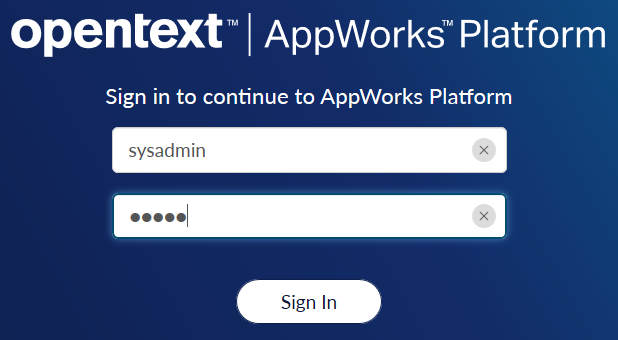 opentext™ | AppWorks™ Platform
Sign in to continue to AppWorks Platform
sysadmin
●●●●●
Sign In